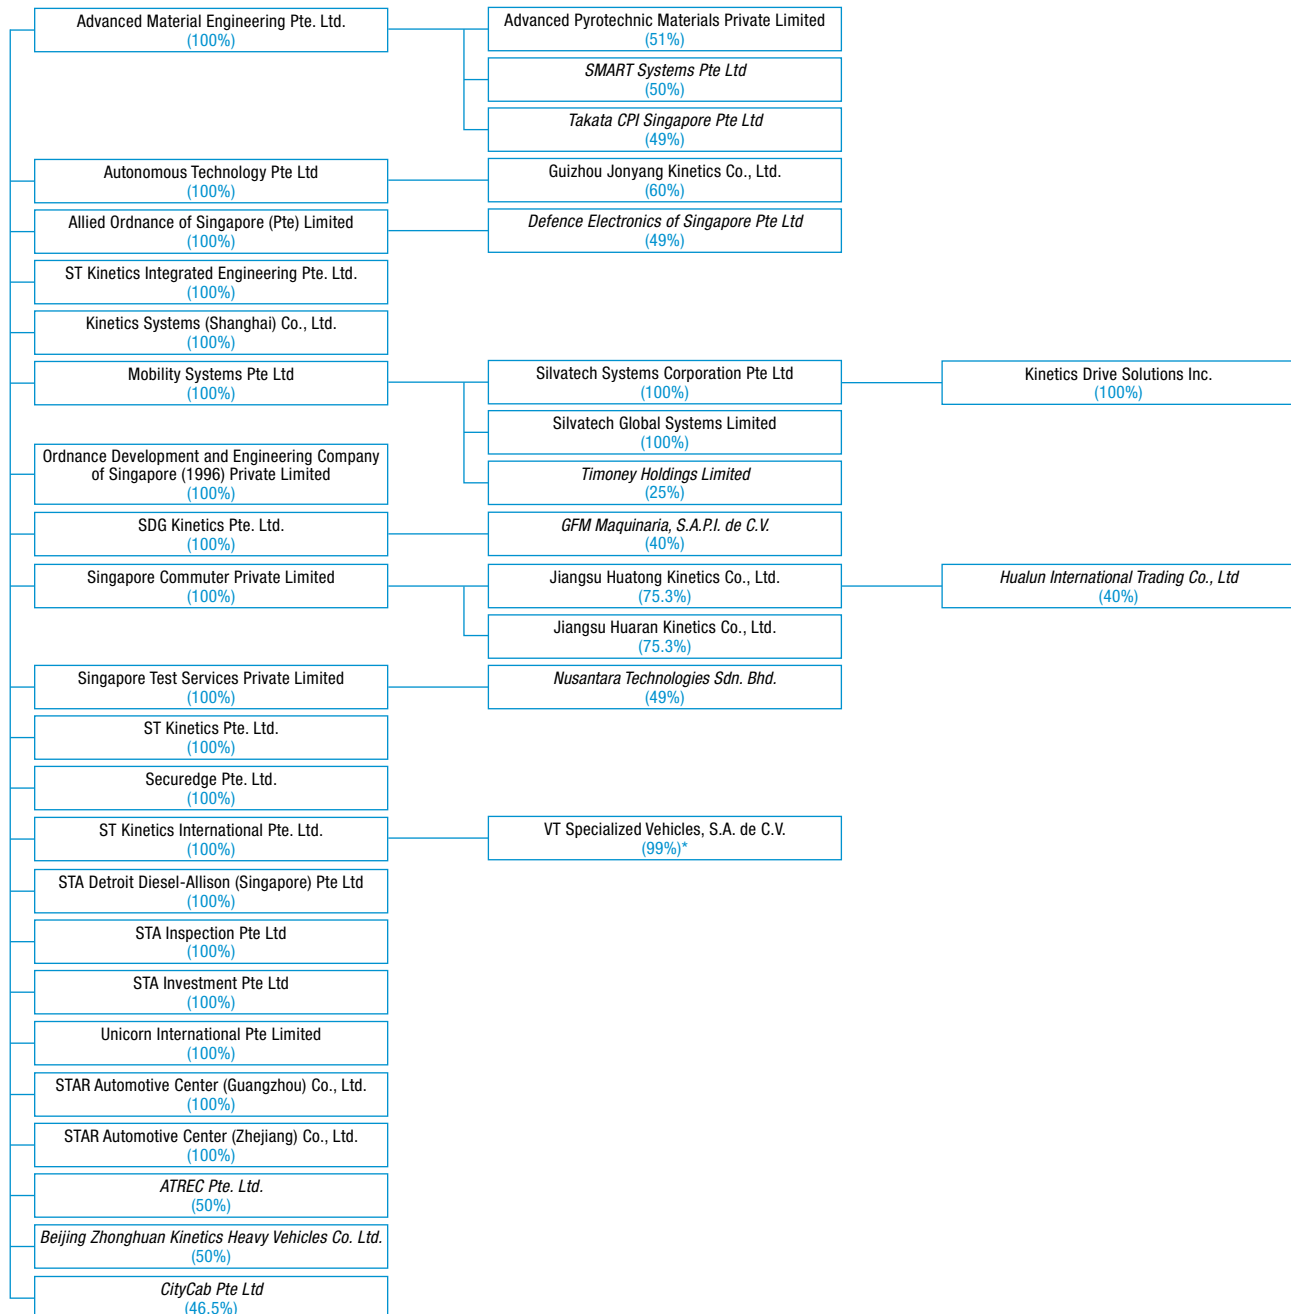 Advanced Material Engineering Pte. Ltd.
(100%)
Advanced Pyrotechnic Materials Private Limited
(51%)
SMART Systems Pte Ltd
(50%)
Takata CPI Singapore Pte Ltd
(49%)
Autonomous Technology Pte Ltd
(100%)
Guizhou Jonyang Kinetics Co., Ltd.
(60%)
Allied Ordnance of Singapore (Pte) Limited
(100%)
Defence Electronics of Singapore Pte Ltd
(49%)
ST Kinetics Integrated Engineering Pte. Ltd.
(100%)
Kinetics Systems (Shanghai) Co., Ltd.
(100%)
Mobility Systems Pte Ltd
(100%)
Silvatech Systems Corporation Pte Ltd
(100%)
Kinetics Drive Solutions Inc.
(100%)
Silvatech Global Systems Limited
(100%)
Timoney Holdings Limited
(25%)
Ordnance Development and Engineering Company
of Singapore (1996) Private Limited
(100%)
SDG Kinetics Pte. Ltd.
(100%)
GFM Maquinaria, S.A.P.I. de C.V.
(40%)
Singapore Commuter Private Limited
(100%)
Jiangsu Huatong Kinetics Co., Ltd.
(75.3%)
Hualun International Trading Co., Ltd
(40%)
Jiangsu Huaran Kinetics Co., Ltd.
(75.3%)
Singapore Test Services Private Limited
(100%)
Nusantara Technologies Sdn. Bhd.
(49%)
ST Kinetics Pte. Ltd.
(100%)
Securedge Pte. Ltd.
(100%)
ST Kinetics International Pte. Ltd.
(100%)
VT Specialized Vehicles, S.A. de C.V.
(99%)*
STA Detroit Diesel-Allison (Singapore) Pte Ltd
(100%)
STA Inspection Pte Ltd
(100%)
STA Investment Pte Ltd
(100%)
Unicorn International Pte Limited
(100%)
STAR Automotive Center (Guangzhou) Co., Ltd.
(100%)
STAR Automotive Center (Zhejiang) Co., Ltd.
(100%)
ATREC Pte. Ltd.
(50%)
Beijing Zhonghuan Kinetics Heavy Vehicles Co. Ltd.
(50%)
CityCab Pte Ltd
(46.5%)